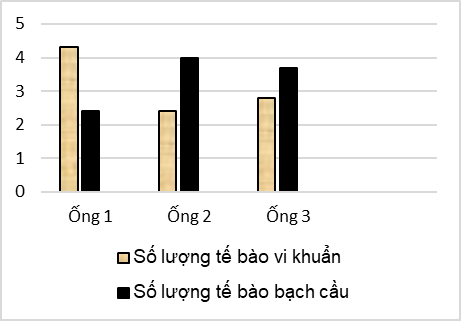 5
4
3
2
1
0
Ống 1 Ống 2 Ống 3
Số lượng tế bào vi khuẩn
Số lượng tế bào bạch cầu